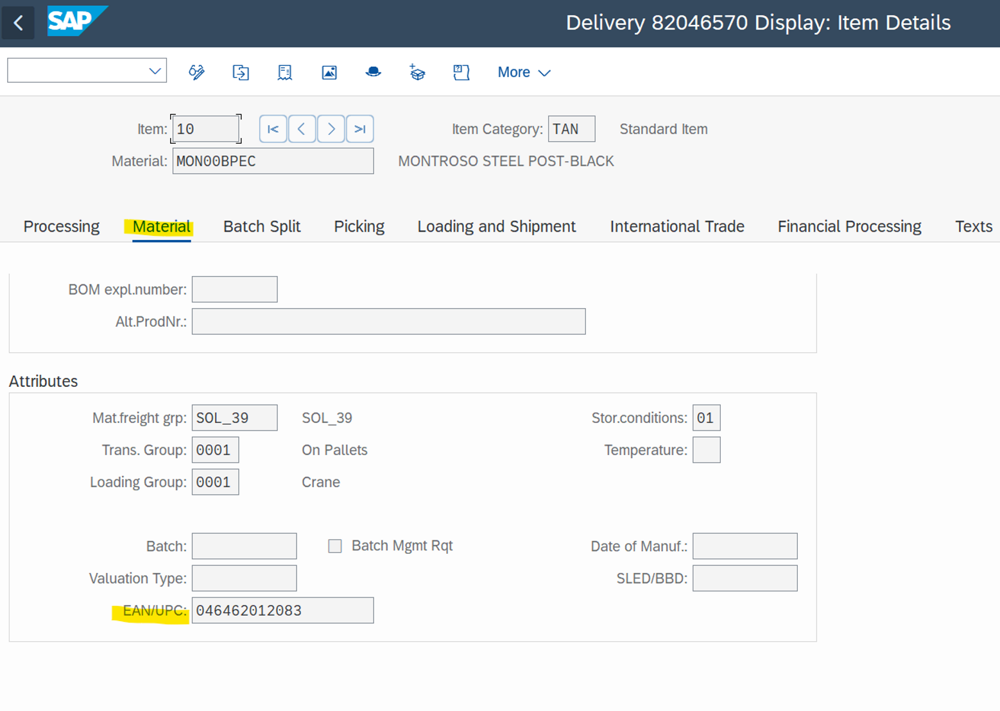 SAP
Delivery 82046570 Display: Item Details
More
Item: 10 Item Category: TAN Standard Item
Material: MON00BPEC MONTROSO STEEL POST-BLACK
Processing Material Batch Split Picking Loading and Shipment International Trade Financial Processing Texts
BOM expl.number:
Alt.ProdNr.:
Attributes
Mat.freight grp: SOL_39 SOL_39 Stor.conditions: 01
Trans. Group: 0001 On Pallets Temperature:
Loading Group: 0001 Crane
Batch: Batch Mgmt Rqt Date of Manuf.:
Valuation Type: SLED/BBD:
EAN/UPC: 046462012083